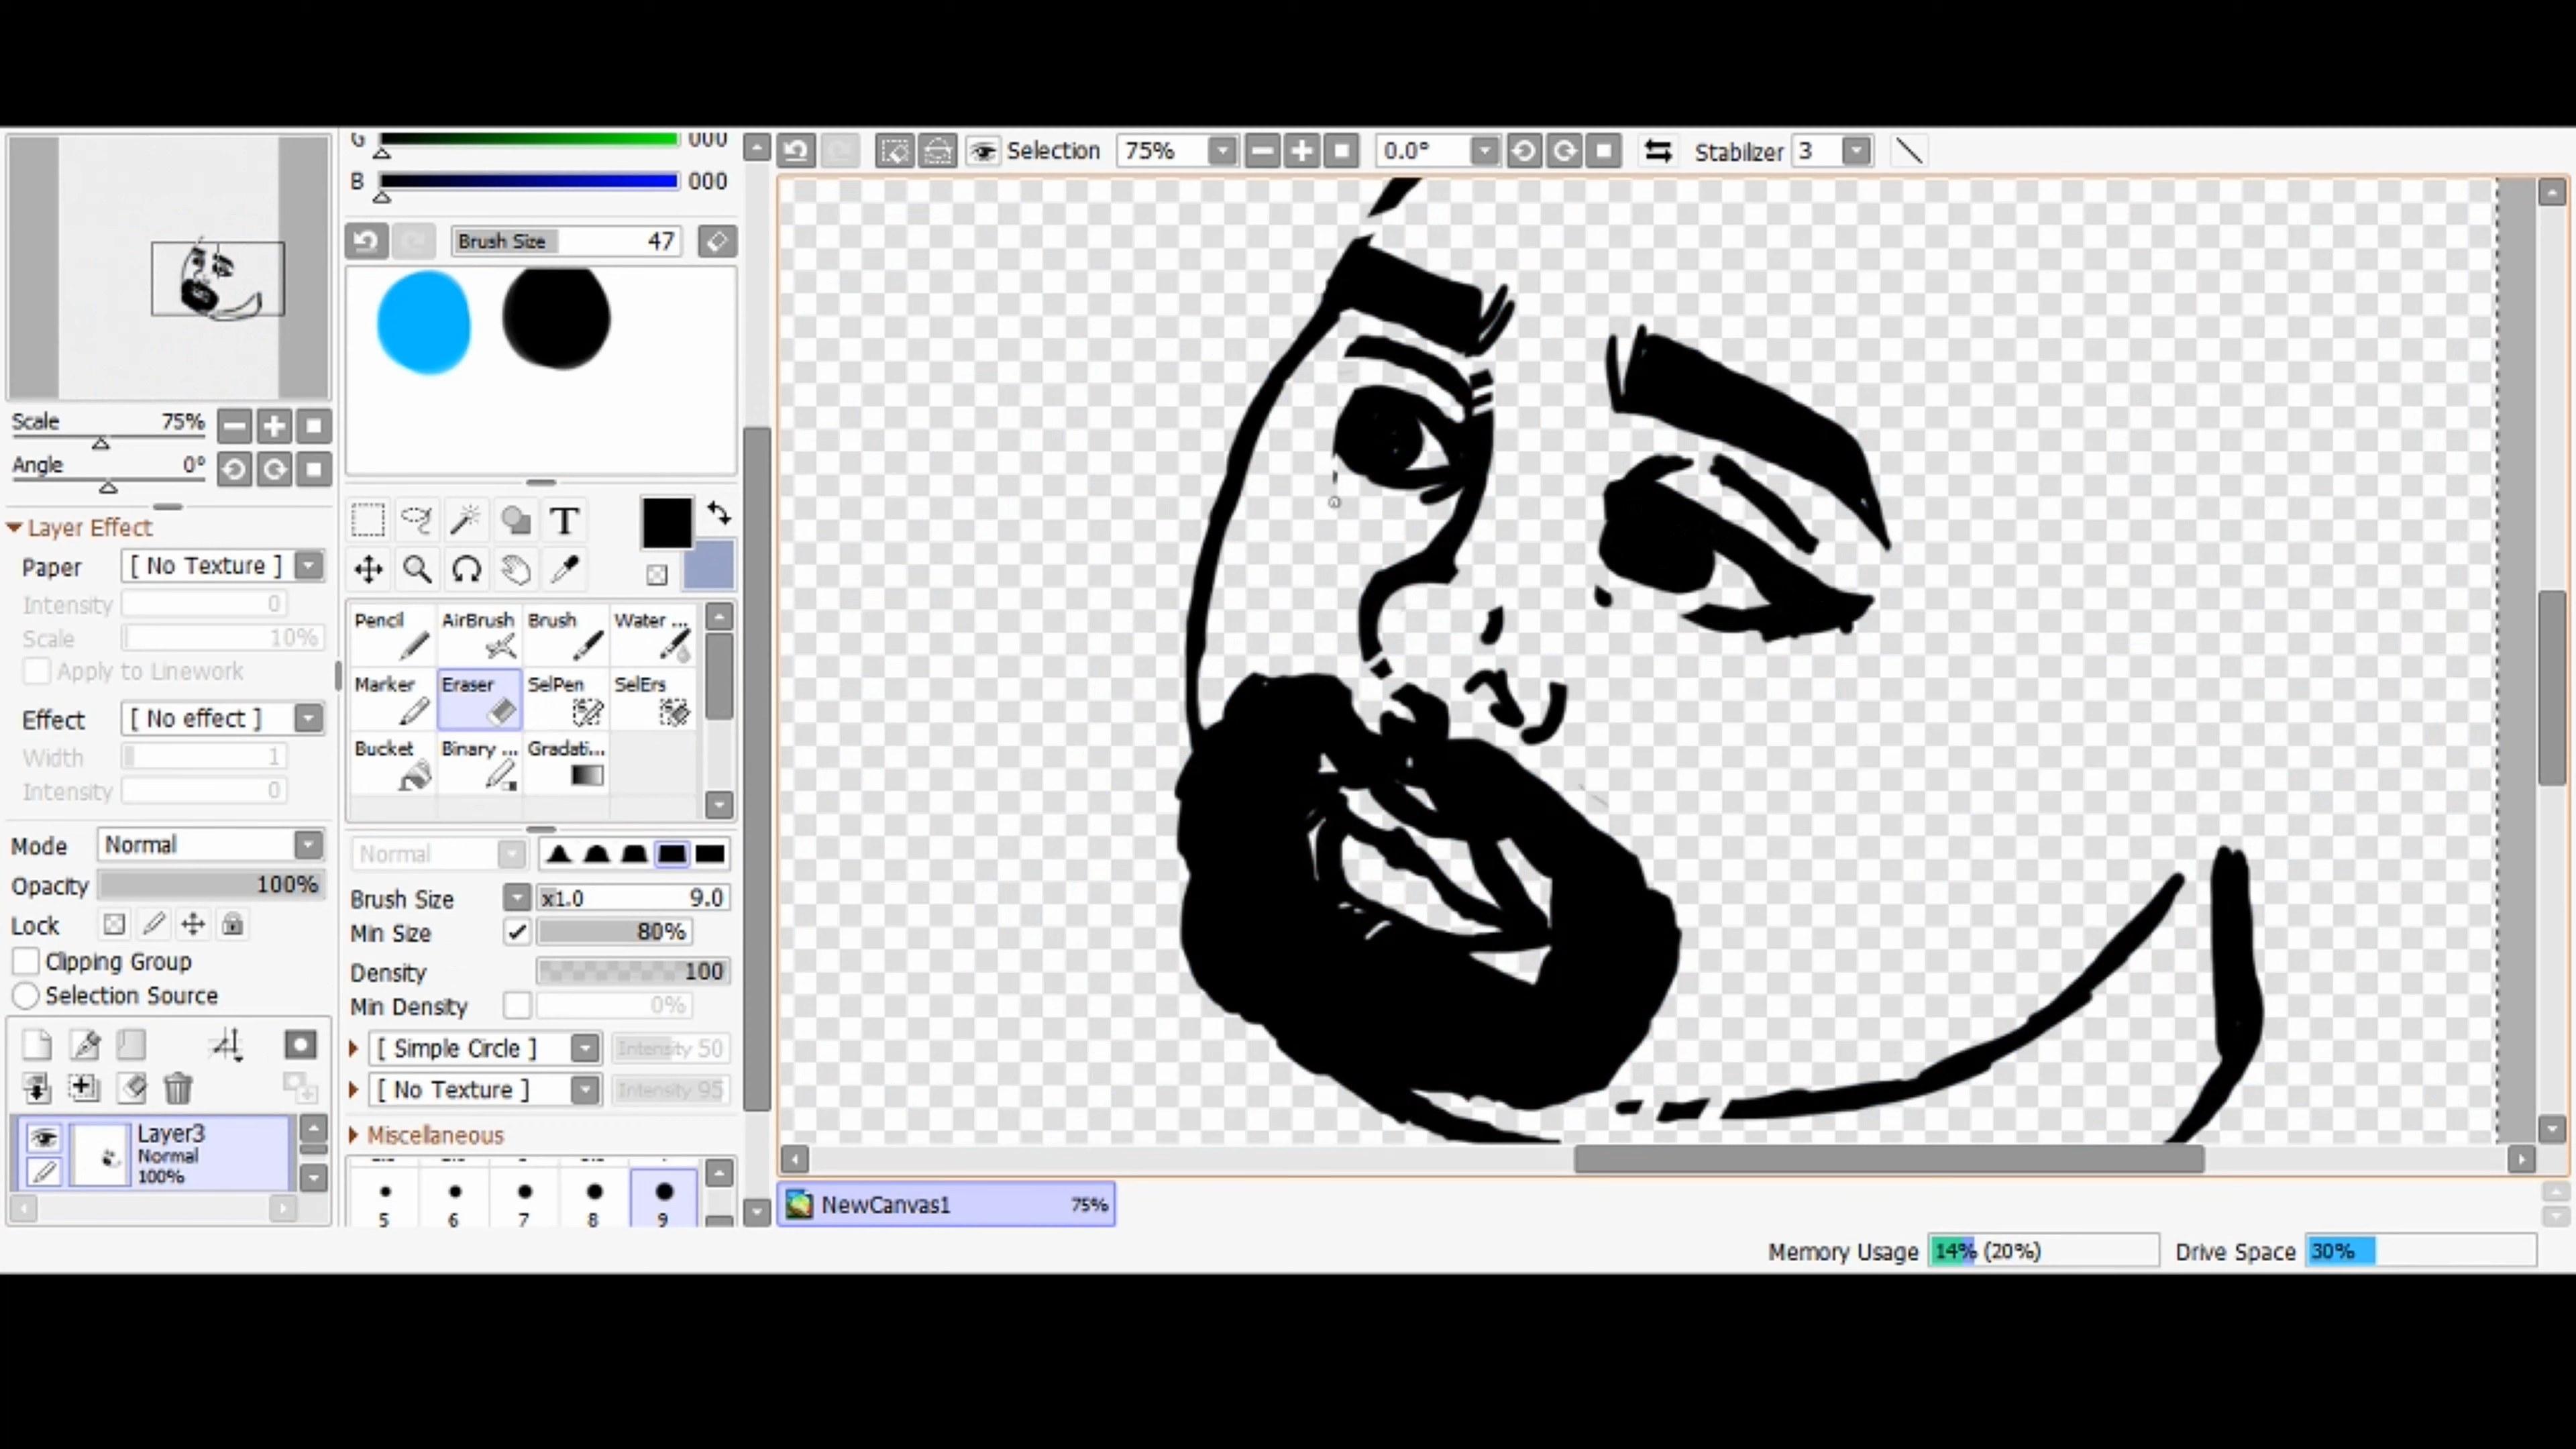 G 000
B 000
Brush Size 47
Selection 75% 0.0° Stabilizer 3
Scale 75%
Angle 0°
Layer Effect
Paper [ No Texture ]
Intensity 0
Scale 10%
Apply to Linework
Effect [ No effect ]
Width 1
Intensity 0
Mode Normal
Opacity 100%
Lock
Clipping Group
Selection Source
Layer3
Normal
100%
T
Pencil AirBrush Brush Water ...
Marker Eraser SelPen SelErs
Bucket Binary ... Gradati...
Normal
Brush Size x1.0 9.0
Min Size 80%
Density 100
Min Density 0%
[ Simple Circle ] Intensity 50
[ No Texture ] Intensity 95
Miscellaneous
5 6 7 8 9
NewCanvas1 75%
Memory Usage 14% (20%) Drive Space 30%